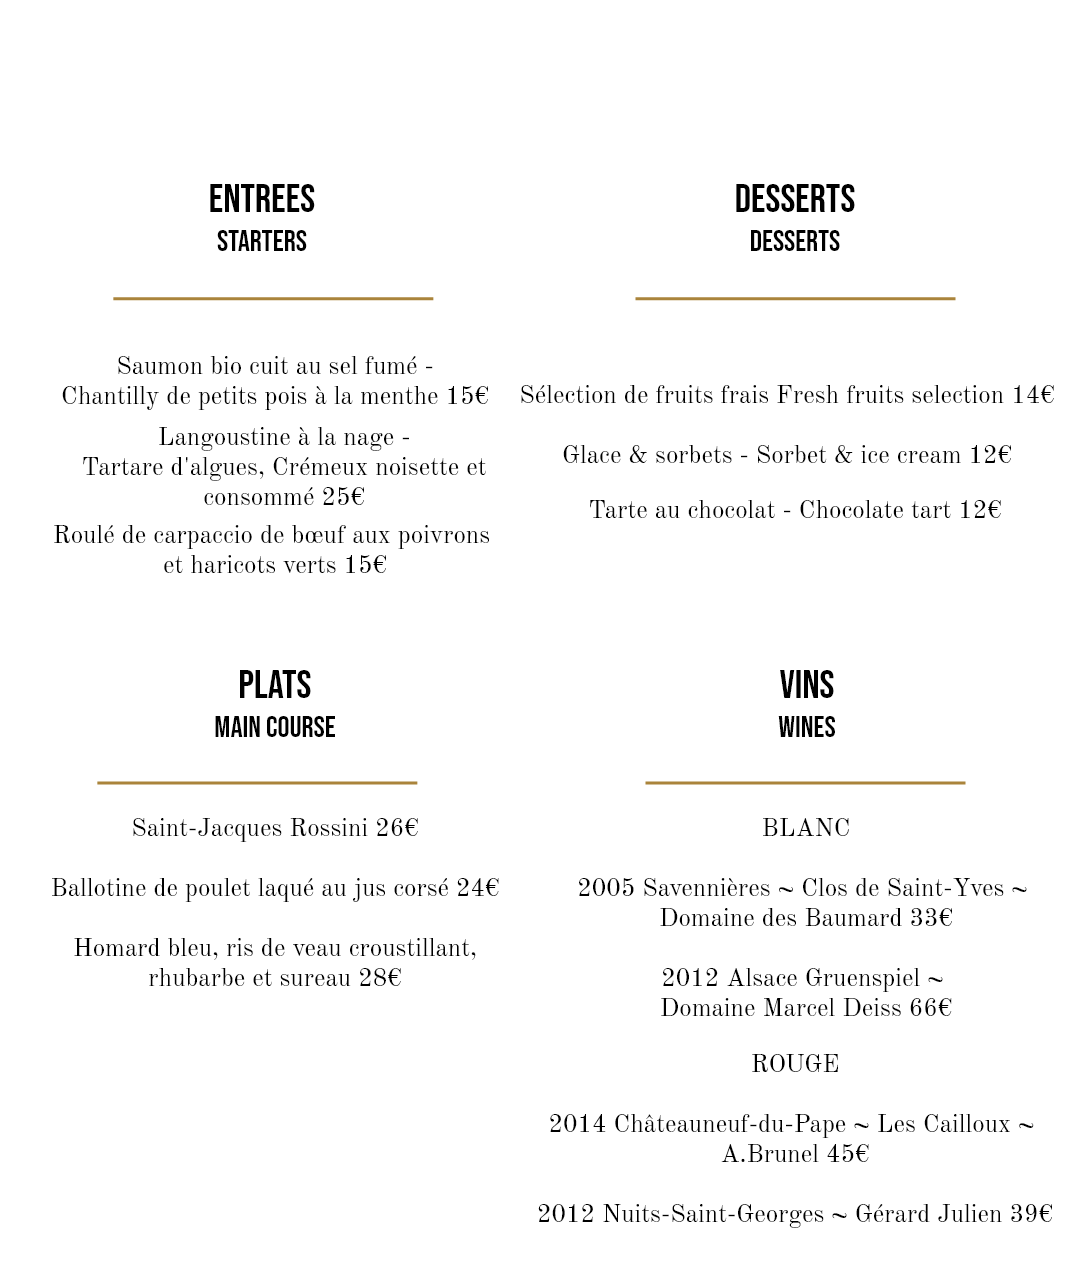 ENTREES
STARTERS
Saumon bio cuit au sel fumé -
Chantilly de petits pois à la menthe 15€
Langoustine à la nage -
Tartare d'algues, Crémeux noisette et
consommé 25€
Roulé de carpaccio de bœuf aux poivrons
et haricots verts 15€
DESSERTS
DESSERTS
Sélection de fruits frais Fresh fruits selection 14€
Glace & sorbets - Sorbet & ice cream 12€
Tarte au chocolat - Chocolate tart 12€
PLATS
MAIN COURSE
Saint-Jacques Rossini 26€
Ballotine de poulet laqué au jus corsé 24€
Homard bleu, ris de veau croustillant,
rhubarbe et sureau 28€
VINS
WINES
BLANC
2005 Savennières ~ Clos de Saint-Yves ~
Domaine des Baumard 33€
2012 Alsace Gruenspiel ~
Domaine Marcel Deiss 66€
ROUGE
2014 Châteauneuf-du-Pape ~ Les Cailloux ~
A.Brunel 45€
2012 Nuits-Saint-Georges ~ Gérard Julien 39€